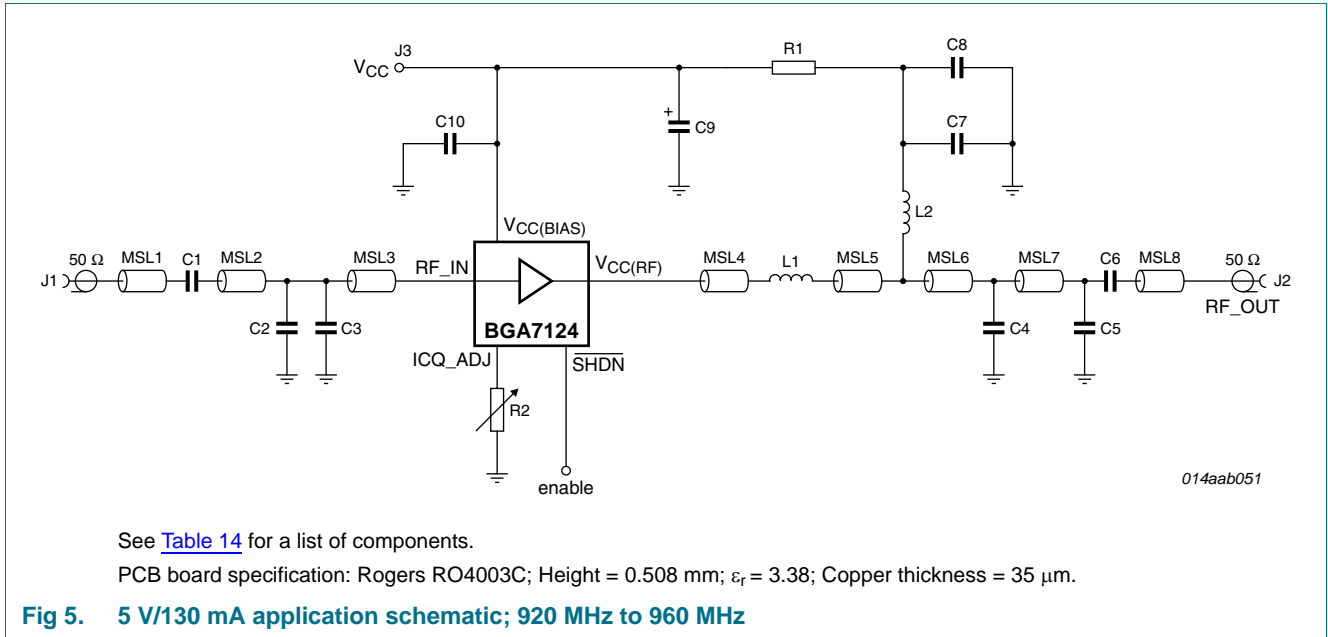 J3
V_CC
R1
C8
C10
+
C9
C7
L2
V_CC(BIAS)
50 Ω
MSL1
C1
MSL2
MSL3
RF_IN
V_CC(RF)
MSL4
L1
MSL5
MSL6
MSL7
C6
MSL8
50 Ω
J1
J2
RF_OUT
C2
C3
BGA7124
C4
C5
ICQ_ADJ
SHDN
R2
enable
014aab051
See Table 14 for a list of components.
PCB board specification: Rogers RO4003C; Height = 0.508 mm; εr = 3.38; Copper thickness = 35 μm.
Fig 5. 5 V/130 mA application schematic; 920 MHz to 960 MHz